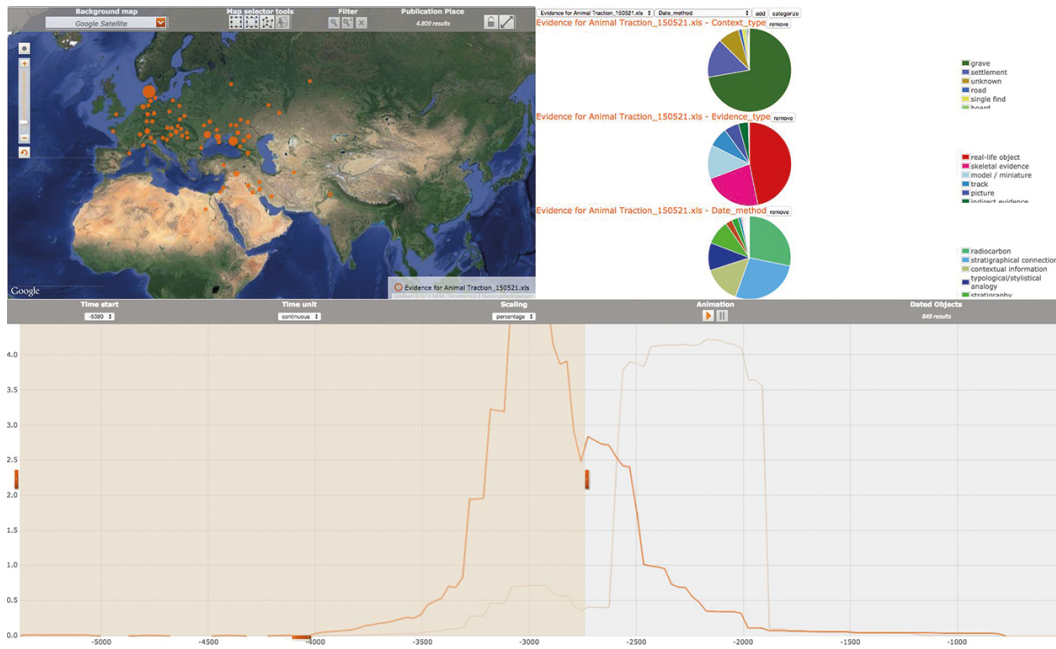 Background map
Google Satellite
Map selector tools
Filter
Publication Place
4.809 results
Google
Evidence for Animal Traction_150521.xls
Evidence for Animal Traction_150521.xls
Date_method
add
categorize
Evidence for Animal Traction_150521.xls - Context_type
remove
grave
settlement
unknown
road
single find
hoard
Evidence for Animal Traction_150521.xls - Evidence_type
remove
real-life object
skeletal evidence
model / miniature
track
picture
indirect evidence
Evidence for Animal Traction_150521.xls - Date_method
remove
radiocarbon
stratigraphical connection
contextual information
typological/stylistical
analogy
stratigraphy
Time start
-5380
Time unit
continuous
Scaling
percentage
Animation
Dated Objects
849 results
4.0
3.5
3.0
2.5
2.0
1.5
1.0
0.5
0.0
-5000
-4500
-4000
-3500
-3000
-2500
-2000
-1500
-1000